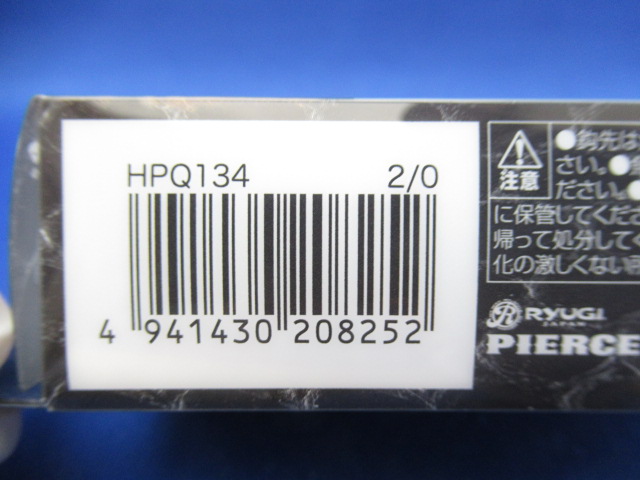 HPQ134 2/0
4 941430 208252
注意
●鈎先は
さい。●
ださい。●
に保管してくださ
帰って処分してく
化の激しくない
RYUGI
JAPAN
PIERCE